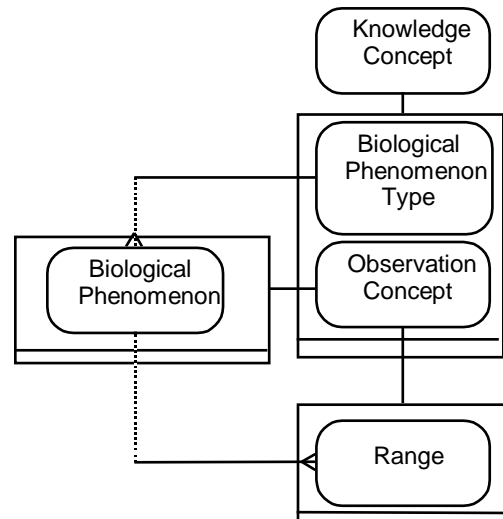 Knowledge
Concept
Biological
Phenomenon
Type
Biological
Phenomenon
Observation
Concept
Range